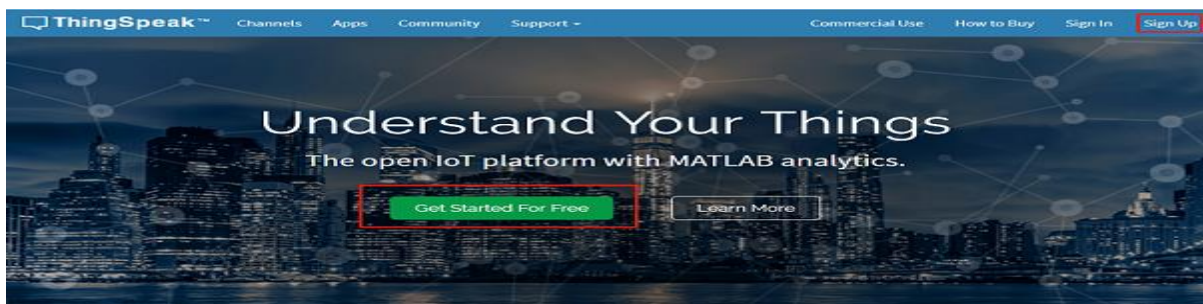 ThingSpeak™ Channels Apps Community Support Commercial Use How to Buy Sign In Sign Up
Understand Your Things
The open IoT platform with MATLAB analytics.
Get Started For Free Learn More